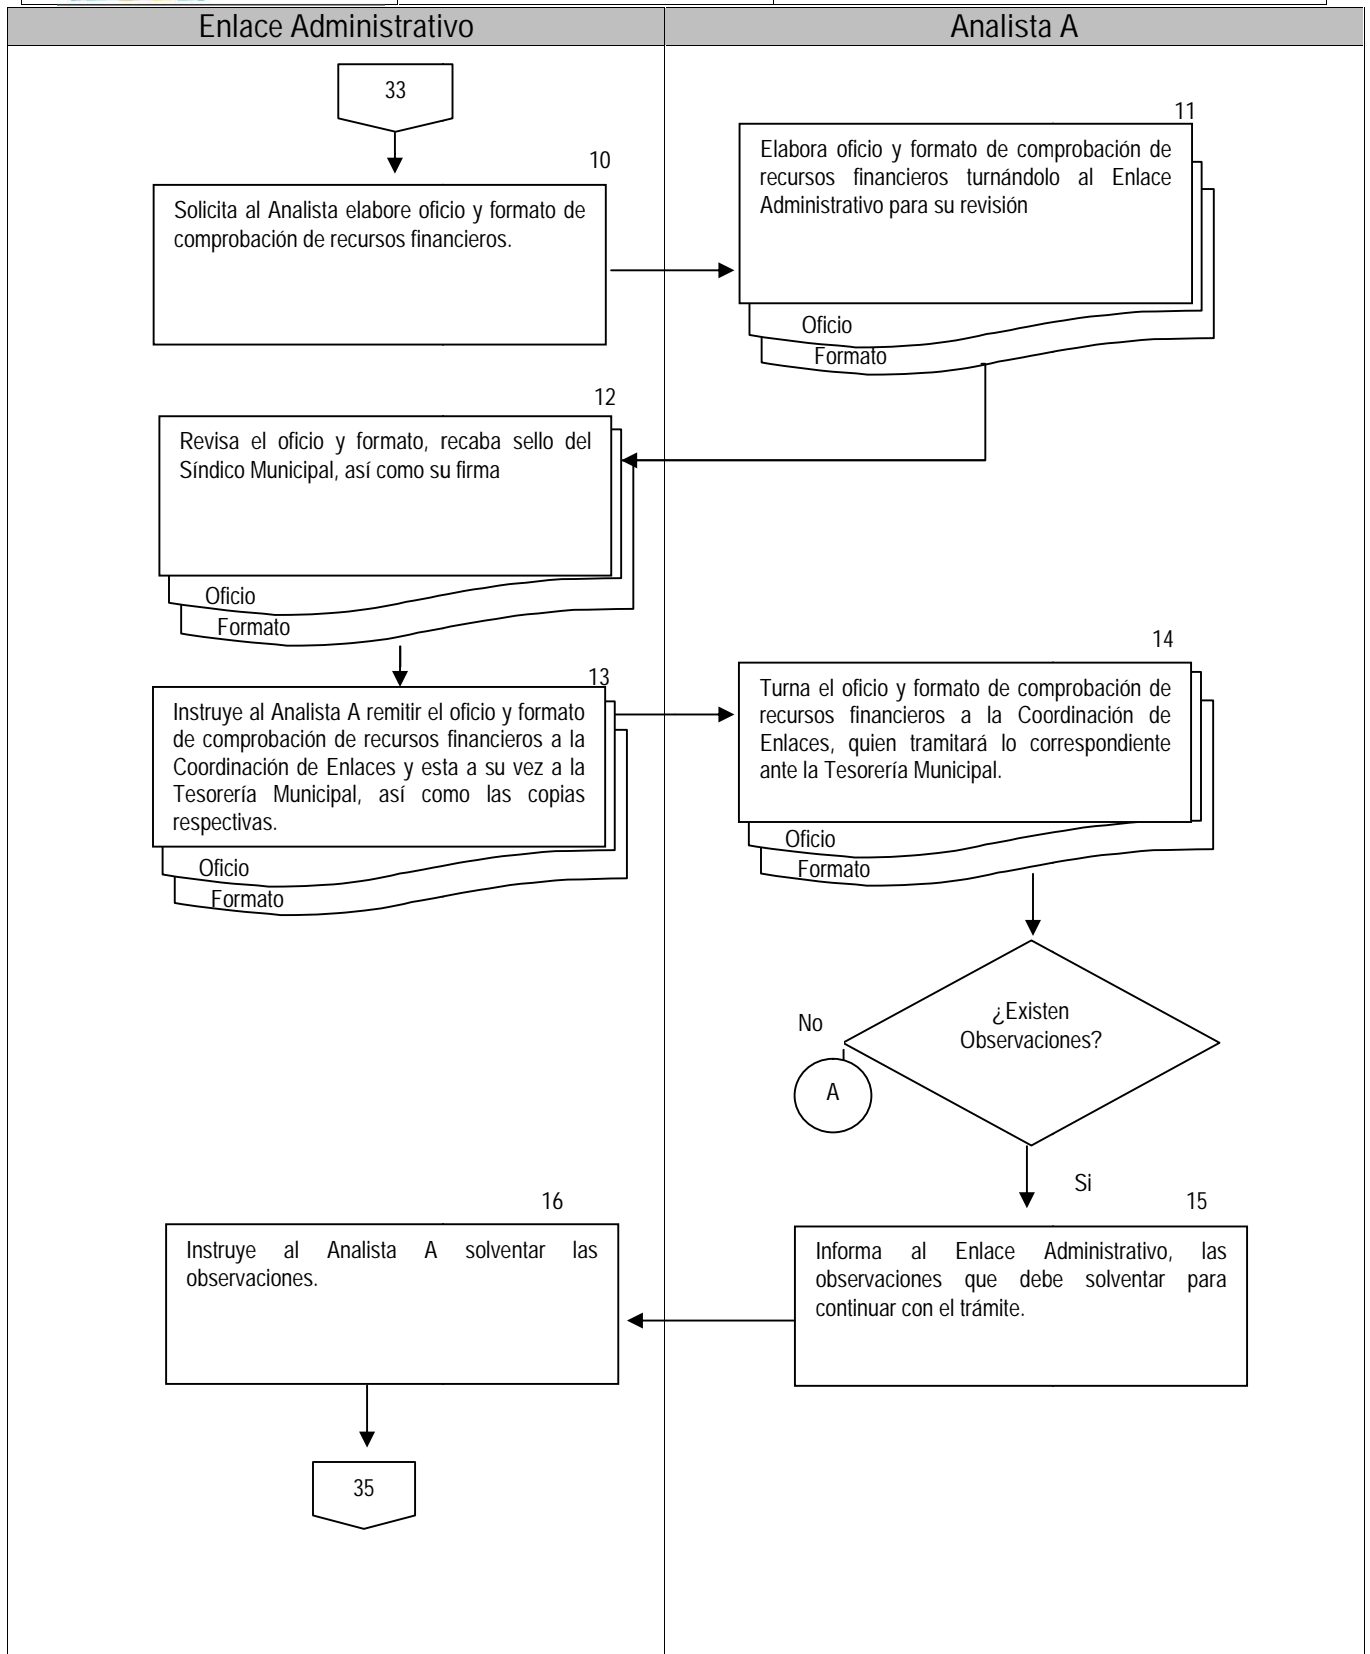 Enlace Administrativo
Analista A
33
10
Solicita al Analista elabore oficio y formato de
comprobación de recursos financieros.
11
Elabora oficio y formato de comprobación de
recursos financieros turnándolo al Enlace
Administrativo para su revisión
Oficio
Formato
12
Revisa el oficio y formato, recaba sello del
Síndico Municipal, así como su firma
Oficio
Formato
13
Instruye al Analista A remitir el oficio y formato
de comprobación de recursos financieros a la
Coordinación de Enlaces y esta a su vez a la
Tesorería Municipal, así como las copias
respectivas.
Oficio
Formato
14
Turna el oficio y formato de comprobación de
recursos financieros a la Coordinación de
Enlaces, quien tramitará lo correspondiente
ante la Tesorería Municipal.
Oficio
Formato
¿Existen
Observaciones?
No
A
Si
15
Informa al Enlace Administrativo, las
observaciones que debe solventar para
continuar con el trámite.
16
Instruye al Analista A solventar las
observaciones.
35